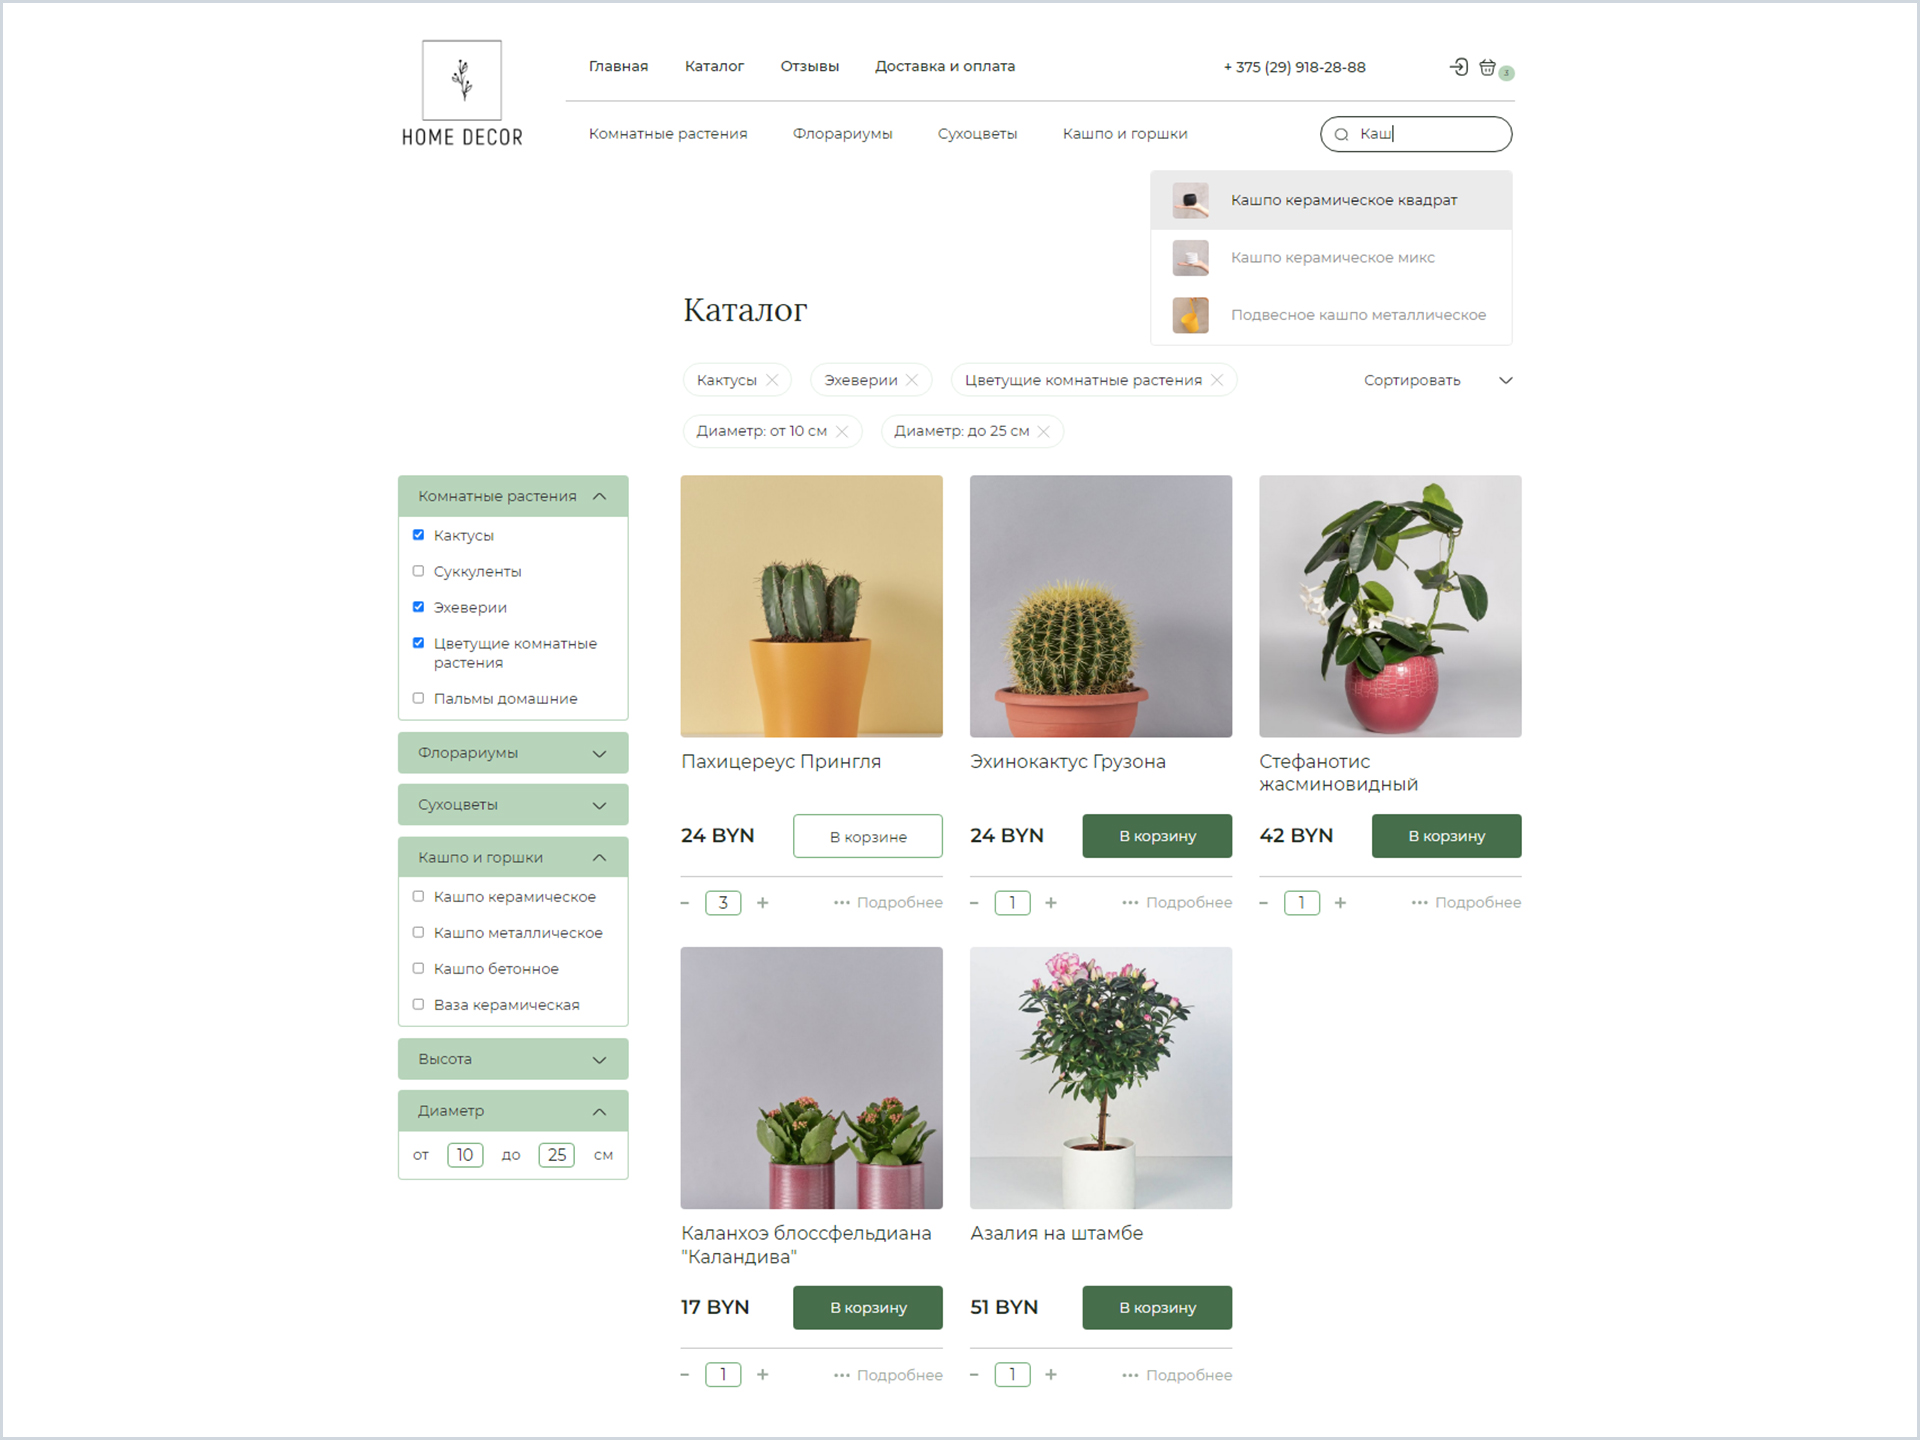 Главная Каталог Отзывы Доставка и оплата + 375 (29) 918-28-88 3
HOME DECOR
Комнатные растения Флорариумы Сухоцветы Кашпо и горшки Каш
Кашпо керамическое квадрат
Кашпо керамическое микс
Подвесное кашпо металлическое
Каталог
Кактусы Эхеверии Цветущие комнатные растения Сортировать
Диаметр: от 10 см Диаметр: до 25 см
Комнатные растения
Кактусы
Суккуленты
Эхеверии
Цветущие комнатные
растения
Пальмы домашние
Флорариумы
Сухоцветы
Кашпо и горшки
Кашпо керамическое
Кашпо металлическое
Кашпо бетонное
Ваза керамическая
Высота
Диаметр
от 10 до 25 см
Пахицереус Прингля
24 BYN В корзине
- 3 + ••• Подробнее
Эхинокактус Грузона
24 BYN В корзину
- 1 + ••• Подробнее
Стефанотис
жасминовидный
42 BYN В корзину
- 1 + ••• Подробнее
Каланхоэ блоссфельдиана
"Каландива"
17 BYN В корзину
- 1 + ••• Подробнее
Азалия на штамбе
51 BYN В корзину
- 1 + ••• Подробнее